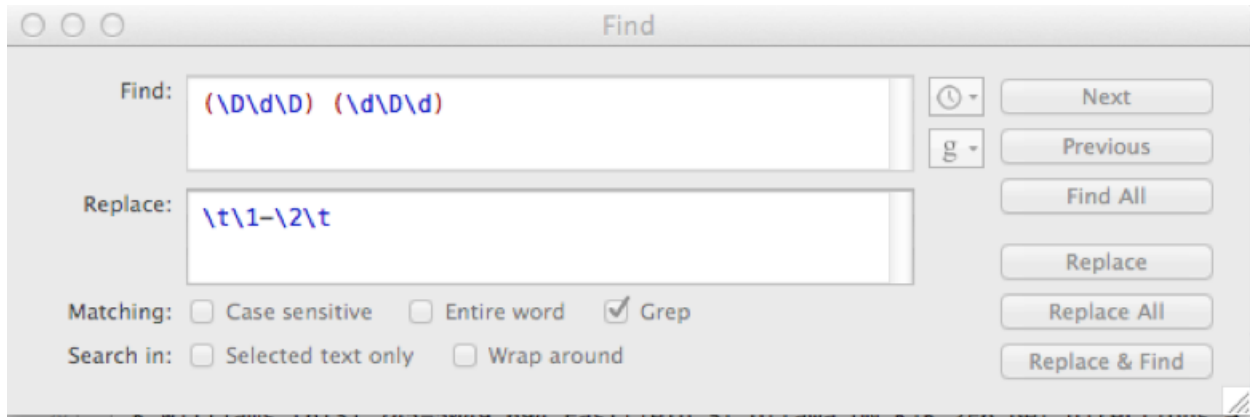 Find
Find:
(\D\d\D) (\d\D\d)
g
Next
Previous
Find All
Replace:
\t\1-\2\t
Replace
Replace All
Replace & Find
Matching:
Case sensitive
Entire word
Grep
Search in:
Selected text only
Wrap around